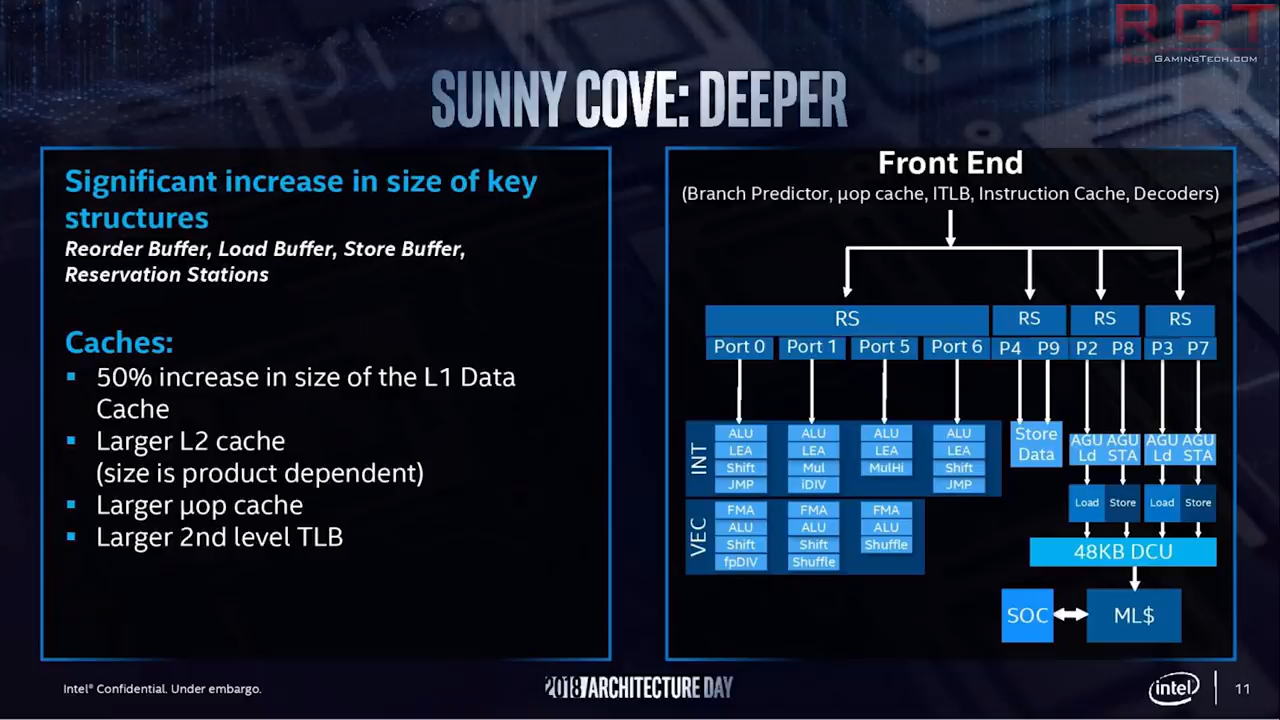 RGT
REDGAMINGTECH.COM
SUNNY COVE: DEEPER
Significant increase in size of key
structures
Reorder Buffer, Load Buffer, Store Buffer,
Reservation Stations
Caches:
50% increase in size of the L1 Data
Cache
Larger L2 cache
(size is product dependent)
Larger µop cache
Larger 2nd level TLB
Front End
(Branch Predictor, µop cache, ITLB, Instruction Cache, Decoders)
RS RS RS RS
Port 0 Port 1 Port 5 Port 6 P4 P9 P2 P8 P3 P7
INT
ALU ALU ALU ALU
LEA LEA LEA LEA
Shift Mul MulHi Shift
JMP iDIV JMP
Store
Data
AGU AGU AGU AGU
Ld STA Ld STA
VEC
FMA FMA FMA
ALU ALU ALU
Shift Shift Shuffle
fpDIV Shuffle
Load Store Load Store
48KB DCU
SOC ML$
Intel® Confidential. Under embargo.
2018 ARCHITECTURE DAY
intel
11